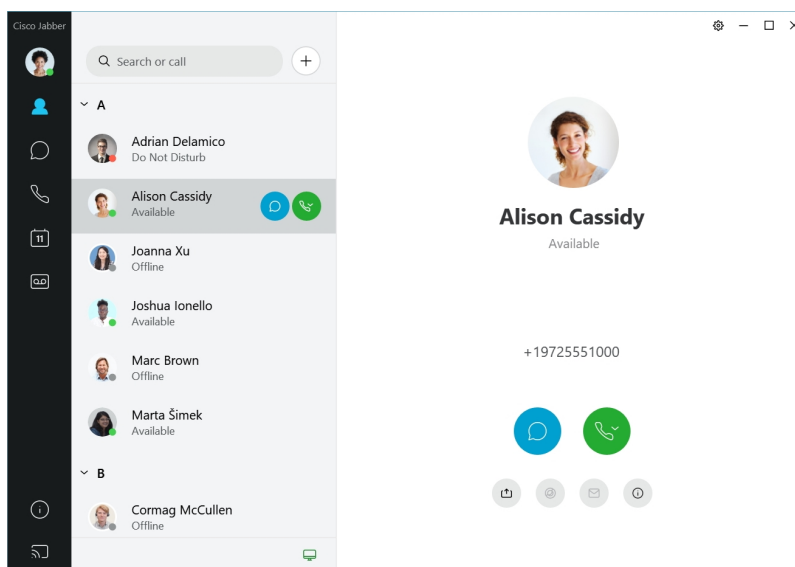 Cisco Jabber
Search or call
A
Adrian Delamico
Do Not Disturb
Alison Cassidy
Available
Joanna Xu
Offline
Joshua Ionello
Available
Marc Brown
Offline
Marta Šimek
Available
B
Cormag McCullen
Offline
11
Alison Cassidy
Available
+19725551000